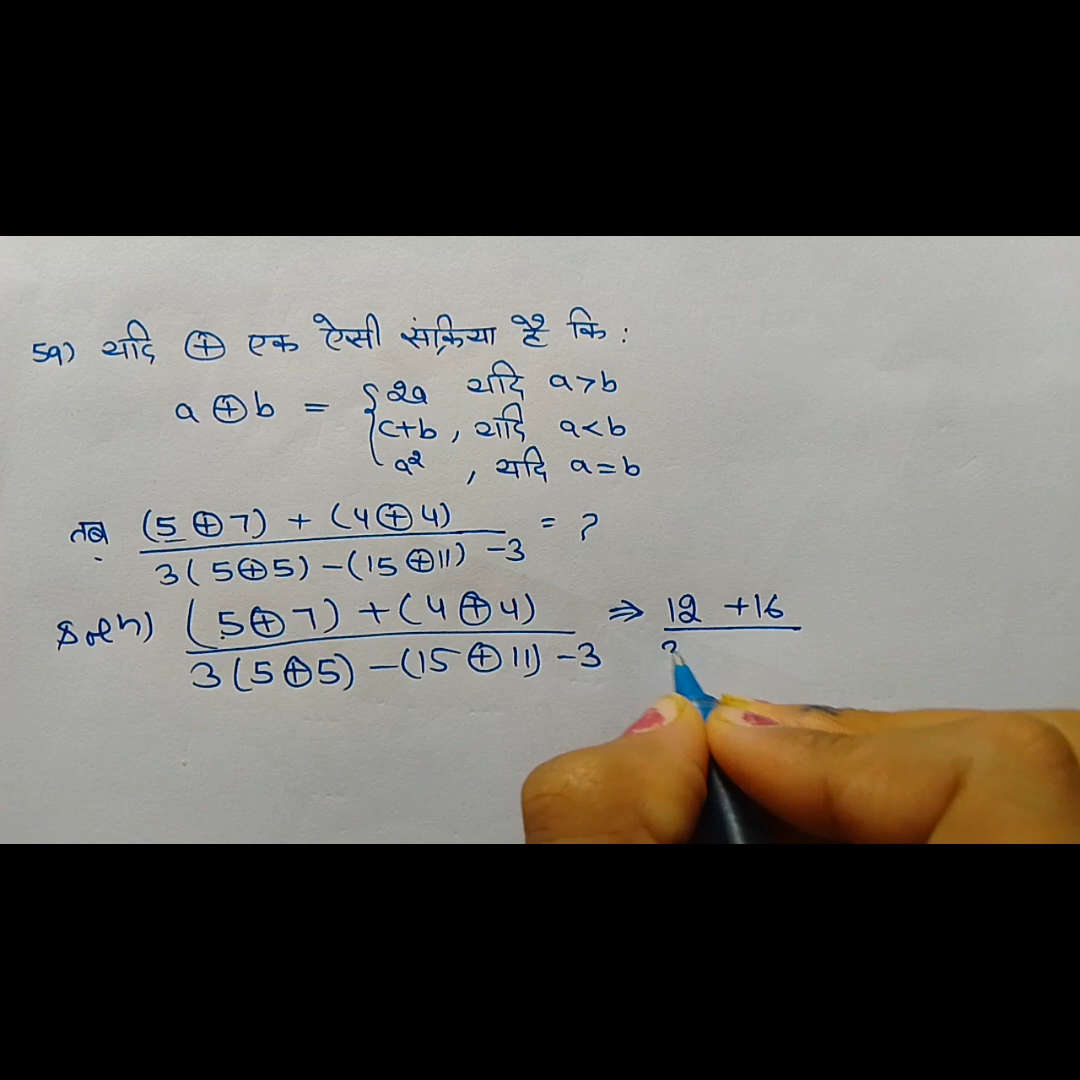 59) यदि ⊕ एक ऐसी संक्रिया है कि :
a ⊕ b = { 2a यदि a>b
c+b , यदि a<b
a² , यदि a=b
तब (5 ⊕ 7) + (4 ⊕ 4) = ?
3 ( 5 ⊕ 5) – (15 ⊕ 11) – 3
Soln) (5 ⊕ 7) + (4 ⊕ 4) ⇒ 12 + 16
3 (5 ⊕ 5) – (15 ⊕ 11) – 3